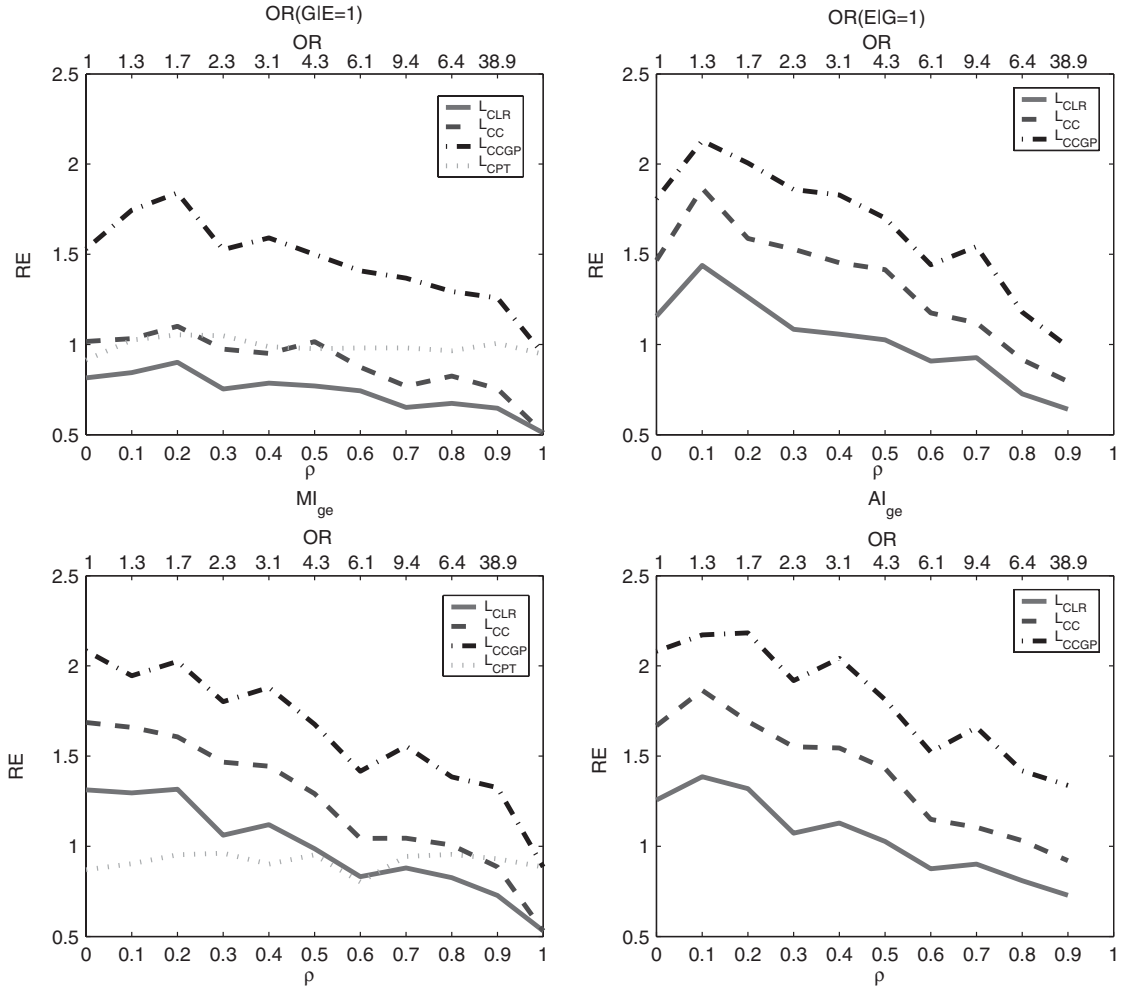 OR(G|E=1)
OR
1 1.3 1.7 2.3 3.1 4.3 6.1 9.4 6.4 38.9
2.5
2
1.5
1
0.5
RE
L_CLR
L_CC
L_CCGP
L_CPT
0 0.1 0.2 0.3 0.4 0.5 0.6 0.7 0.8 0.9 1
ρ
OR(E|G=1)
OR
1 1.3 1.7 2.3 3.1 4.3 6.1 9.4 6.4 38.9
2.5
2
1.5
1
0.5
RE
L_CLR
L_CC
L_CCGP
0 0.1 0.2 0.3 0.4 0.5 0.6 0.7 0.8 0.9 1
ρ
MI_ge
OR
1 1.3 1.7 2.3 3.1 4.3 6.1 9.4 6.4 38.9
2.5
2
1.5
1
0.5
RE
L_CLR
L_CC
L_CCGP
L_CPT
0 0.1 0.2 0.3 0.4 0.5 0.6 0.7 0.8 0.9 1
ρ
AI_ge
OR
1 1.3 1.7 2.3 3.1 4.3 6.1 9.4 6.4 38.9
2.5
2
1.5
1
0.5
RE
L_CLR
L_CC
L_CCGP
0 0.1 0.2 0.3 0.4 0.5 0.6 0.7 0.8 0.9 1
ρ